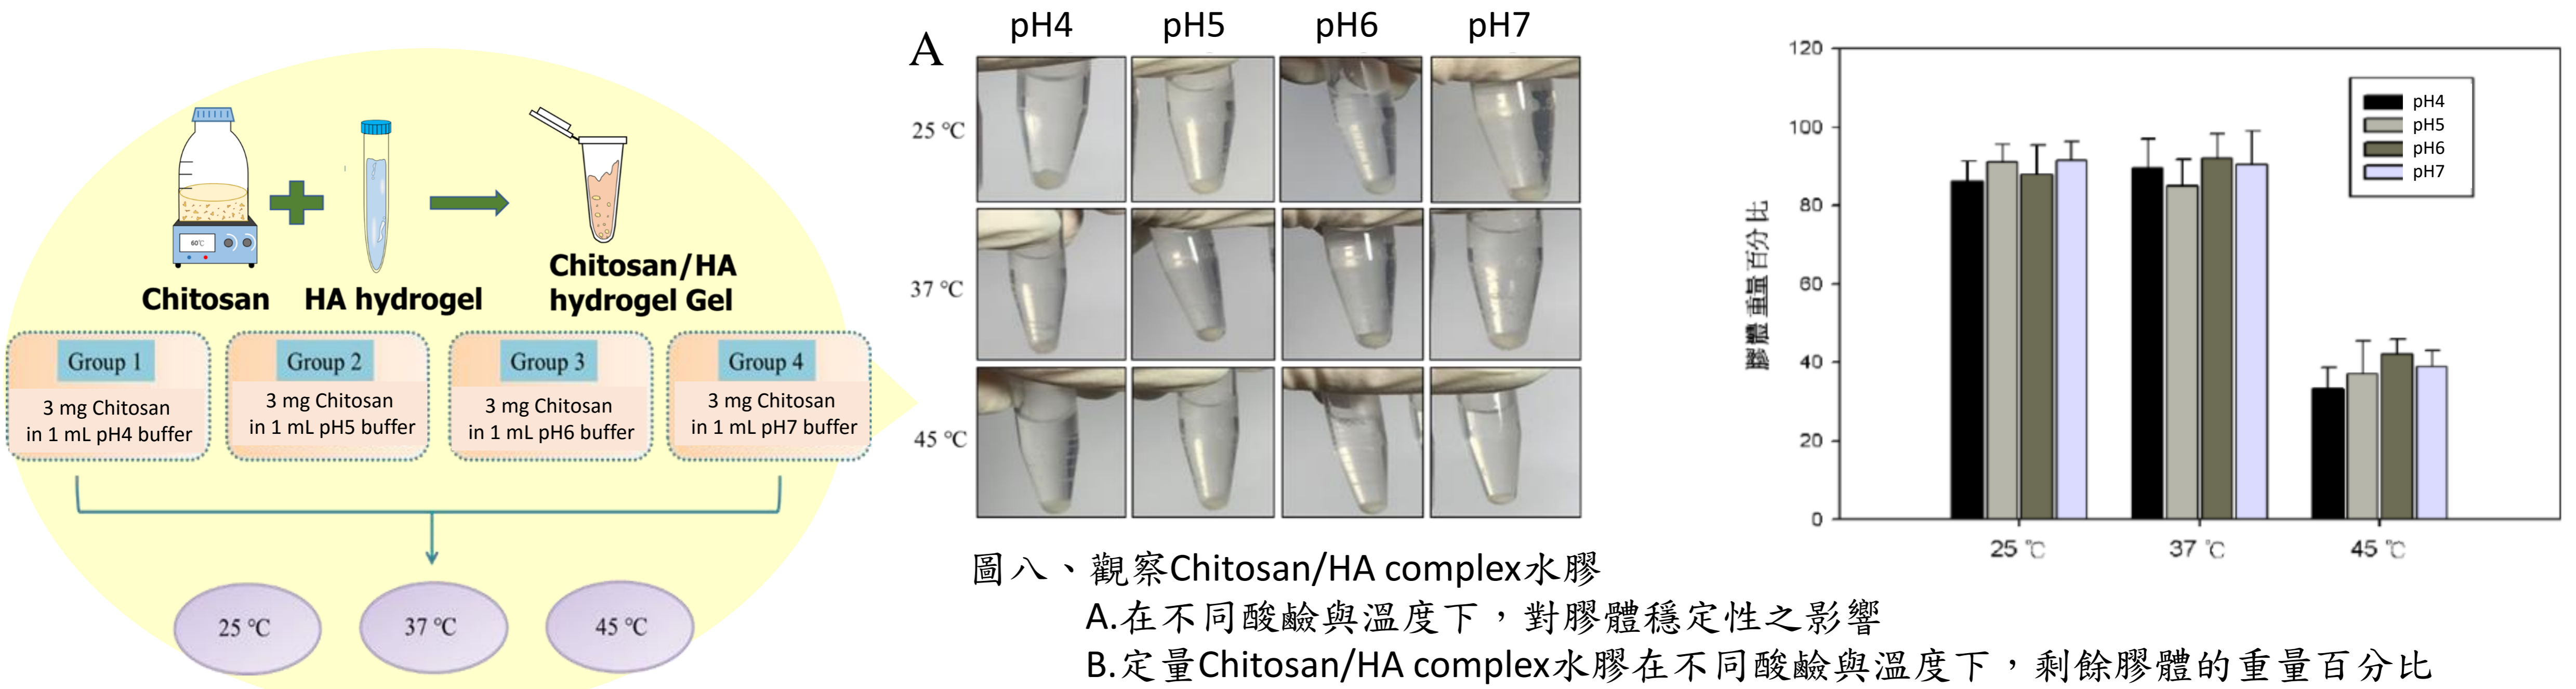 60℃
Chitosan
HA hydrogel
Chitosan/HA
hydrogel Gel
Group 1
3 mg Chitosan
in 1 mL pH4 buffer
Group 2
3 mg Chitosan
in 1 mL pH5 buffer
Group 3
3 mg Chitosan
in 1 mL pH6 buffer
Group 4
3 mg Chitosan
in 1 mL pH7 buffer
25 ℃
37 ℃
45 ℃
A
pH4 pH5 pH6 pH7
25 ℃
37 ℃
45 ℃
膠體重量百分比
120
100
80
60
40
20
0
pH4
pH5
pH6
pH7
25 ℃ 37 ℃ 45 ℃
圖八、觀察Chitosan/HA complex水膠
A.在不同酸鹼與溫度下，對膠體穩定性之影響
B.定量Chitosan/HA complex水膠在不同酸鹼與溫度下，剩餘膠體的重量百分比